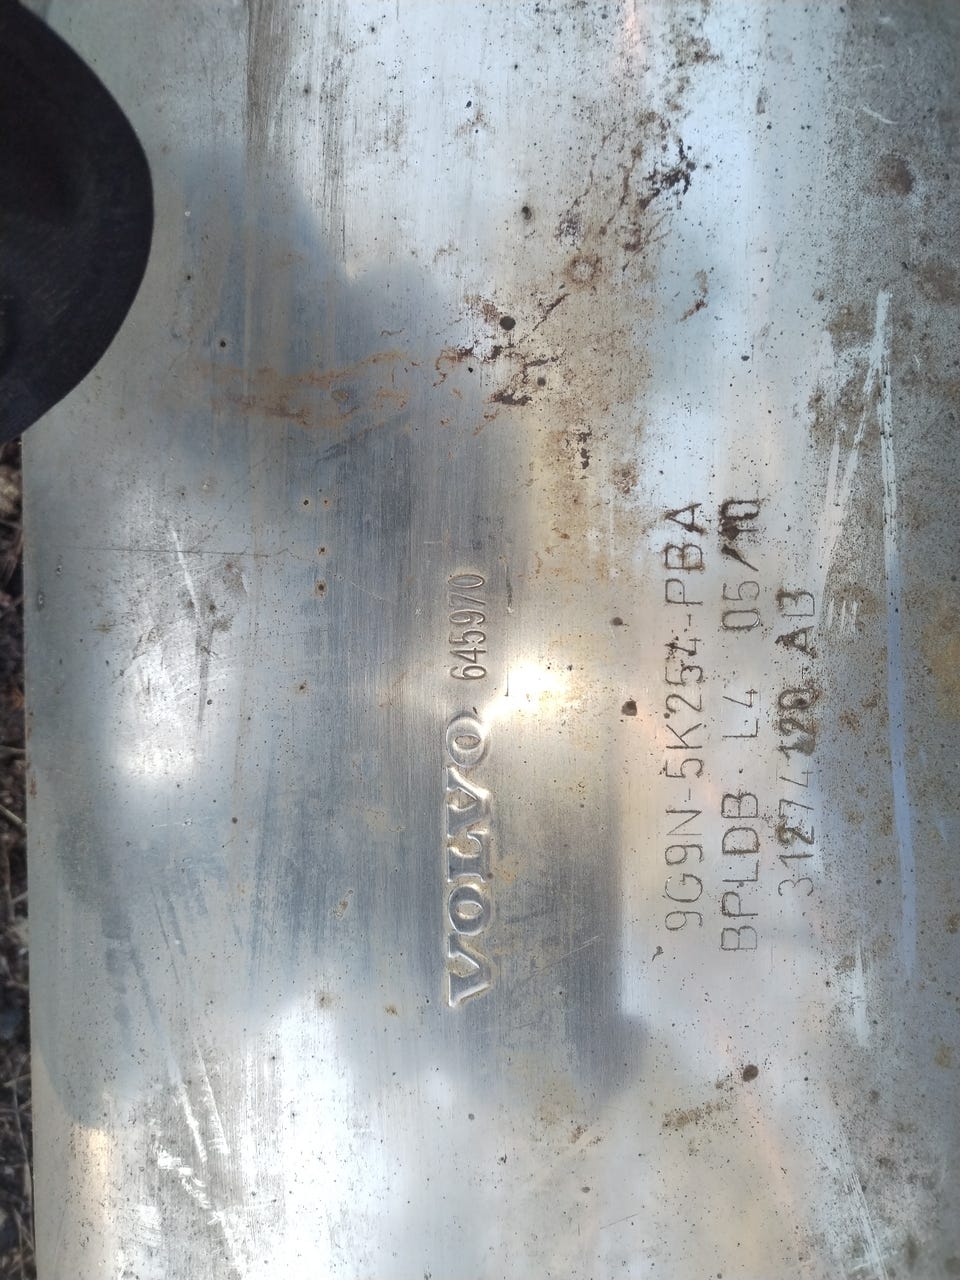 VOLVO 645970
9G9N-5K254-PBA
BPLDB L4 05/10
31274120 AB